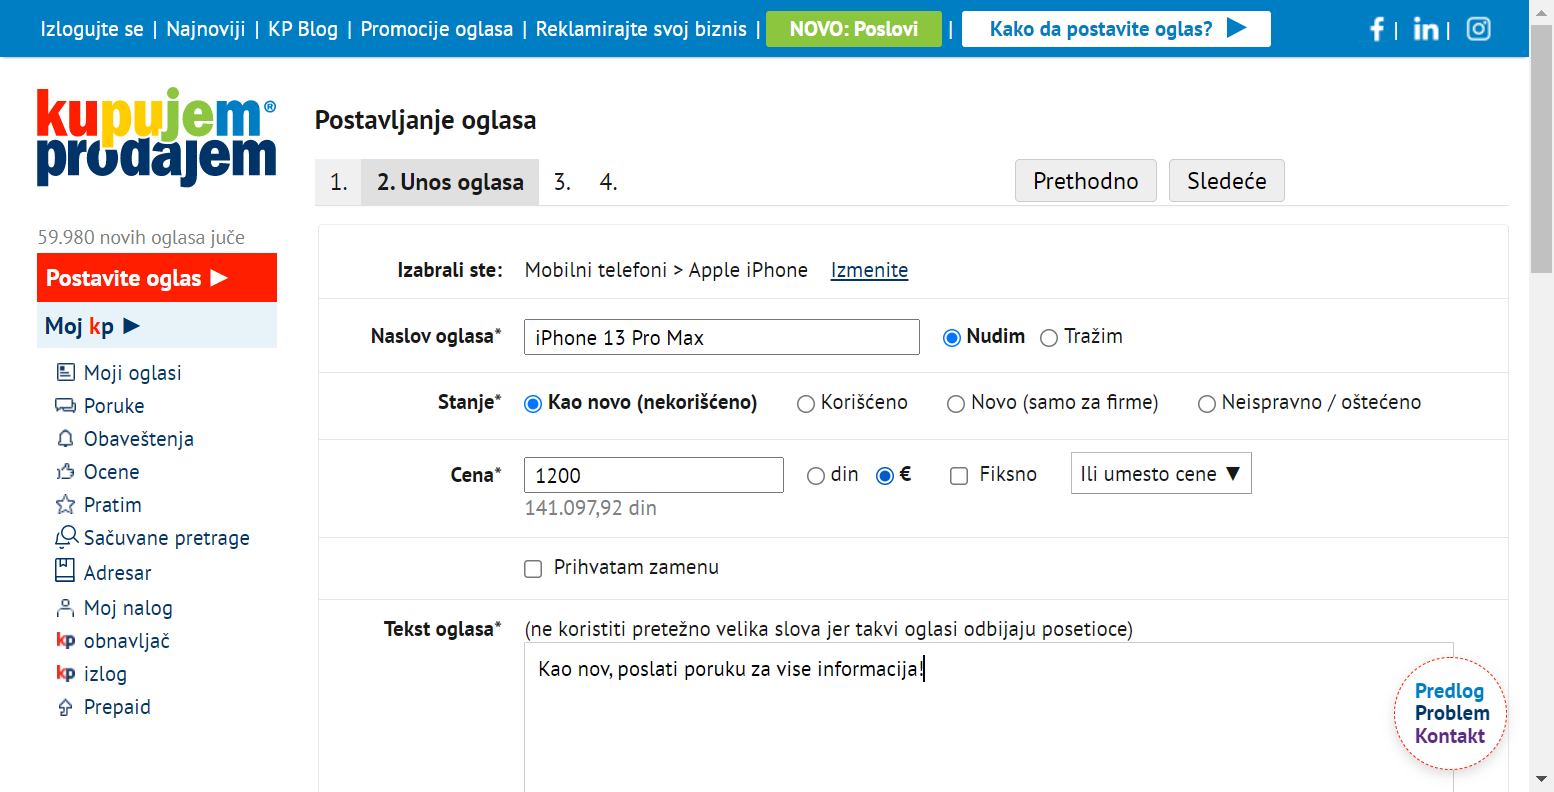 Izlogujte se | Najnoviji | KP Blog | Promocije oglasa | Reklamirajte svoj biznis | NOVO: Poslovi | Kako da postavite oglas? ▶ | |
kupujem®
prodajem
59.980 novih oglasa juče
Postavite oglas ▶
Moj kp ▶
Moji oglasi
Poruke
Obaveštenja
Ocene
Pratim
Sačuvane pretrage
Adresar
Moj nalog
kp obnavljač
kp izlog
Prepaid
Postavljanje oglasa
1. 2. Unos oglasa 3. 4. Prethodno Sledeće
Izabrali ste: Mobilni telefoni > Apple iPhone Izmenite
Naslov oglasa* iPhone 13 Pro Max Nudim Tražim
Stanje* Kao novo (nekorišćeno) Korišćeno Novo (samo za firme) Neispravno / oštećeno
Cena* 1200 din € Fiksno Ili umesto cene ▼
141.097,92 din
Prihvatam zamenu
Tekst oglasa* (ne koristiti pretežno velika slova jer takvi oglasi odbijaju posetioce)
Kao nov, poslati poruku za vise informacija!
Predlog
Problem
Kontakt